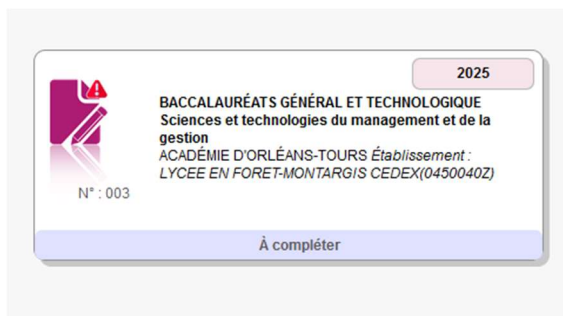 2025
BACCALAURÉATS GÉNÉRAL ET TECHNOLOGIQUE
Sciences et technologies du management et de la
gestion
ACADÉMIE D'ORLÉANS-TOURS Établissement :
LYCEE EN FORET-MONTARGIS CEDEX(0450040Z)
N° : 003
À compléter